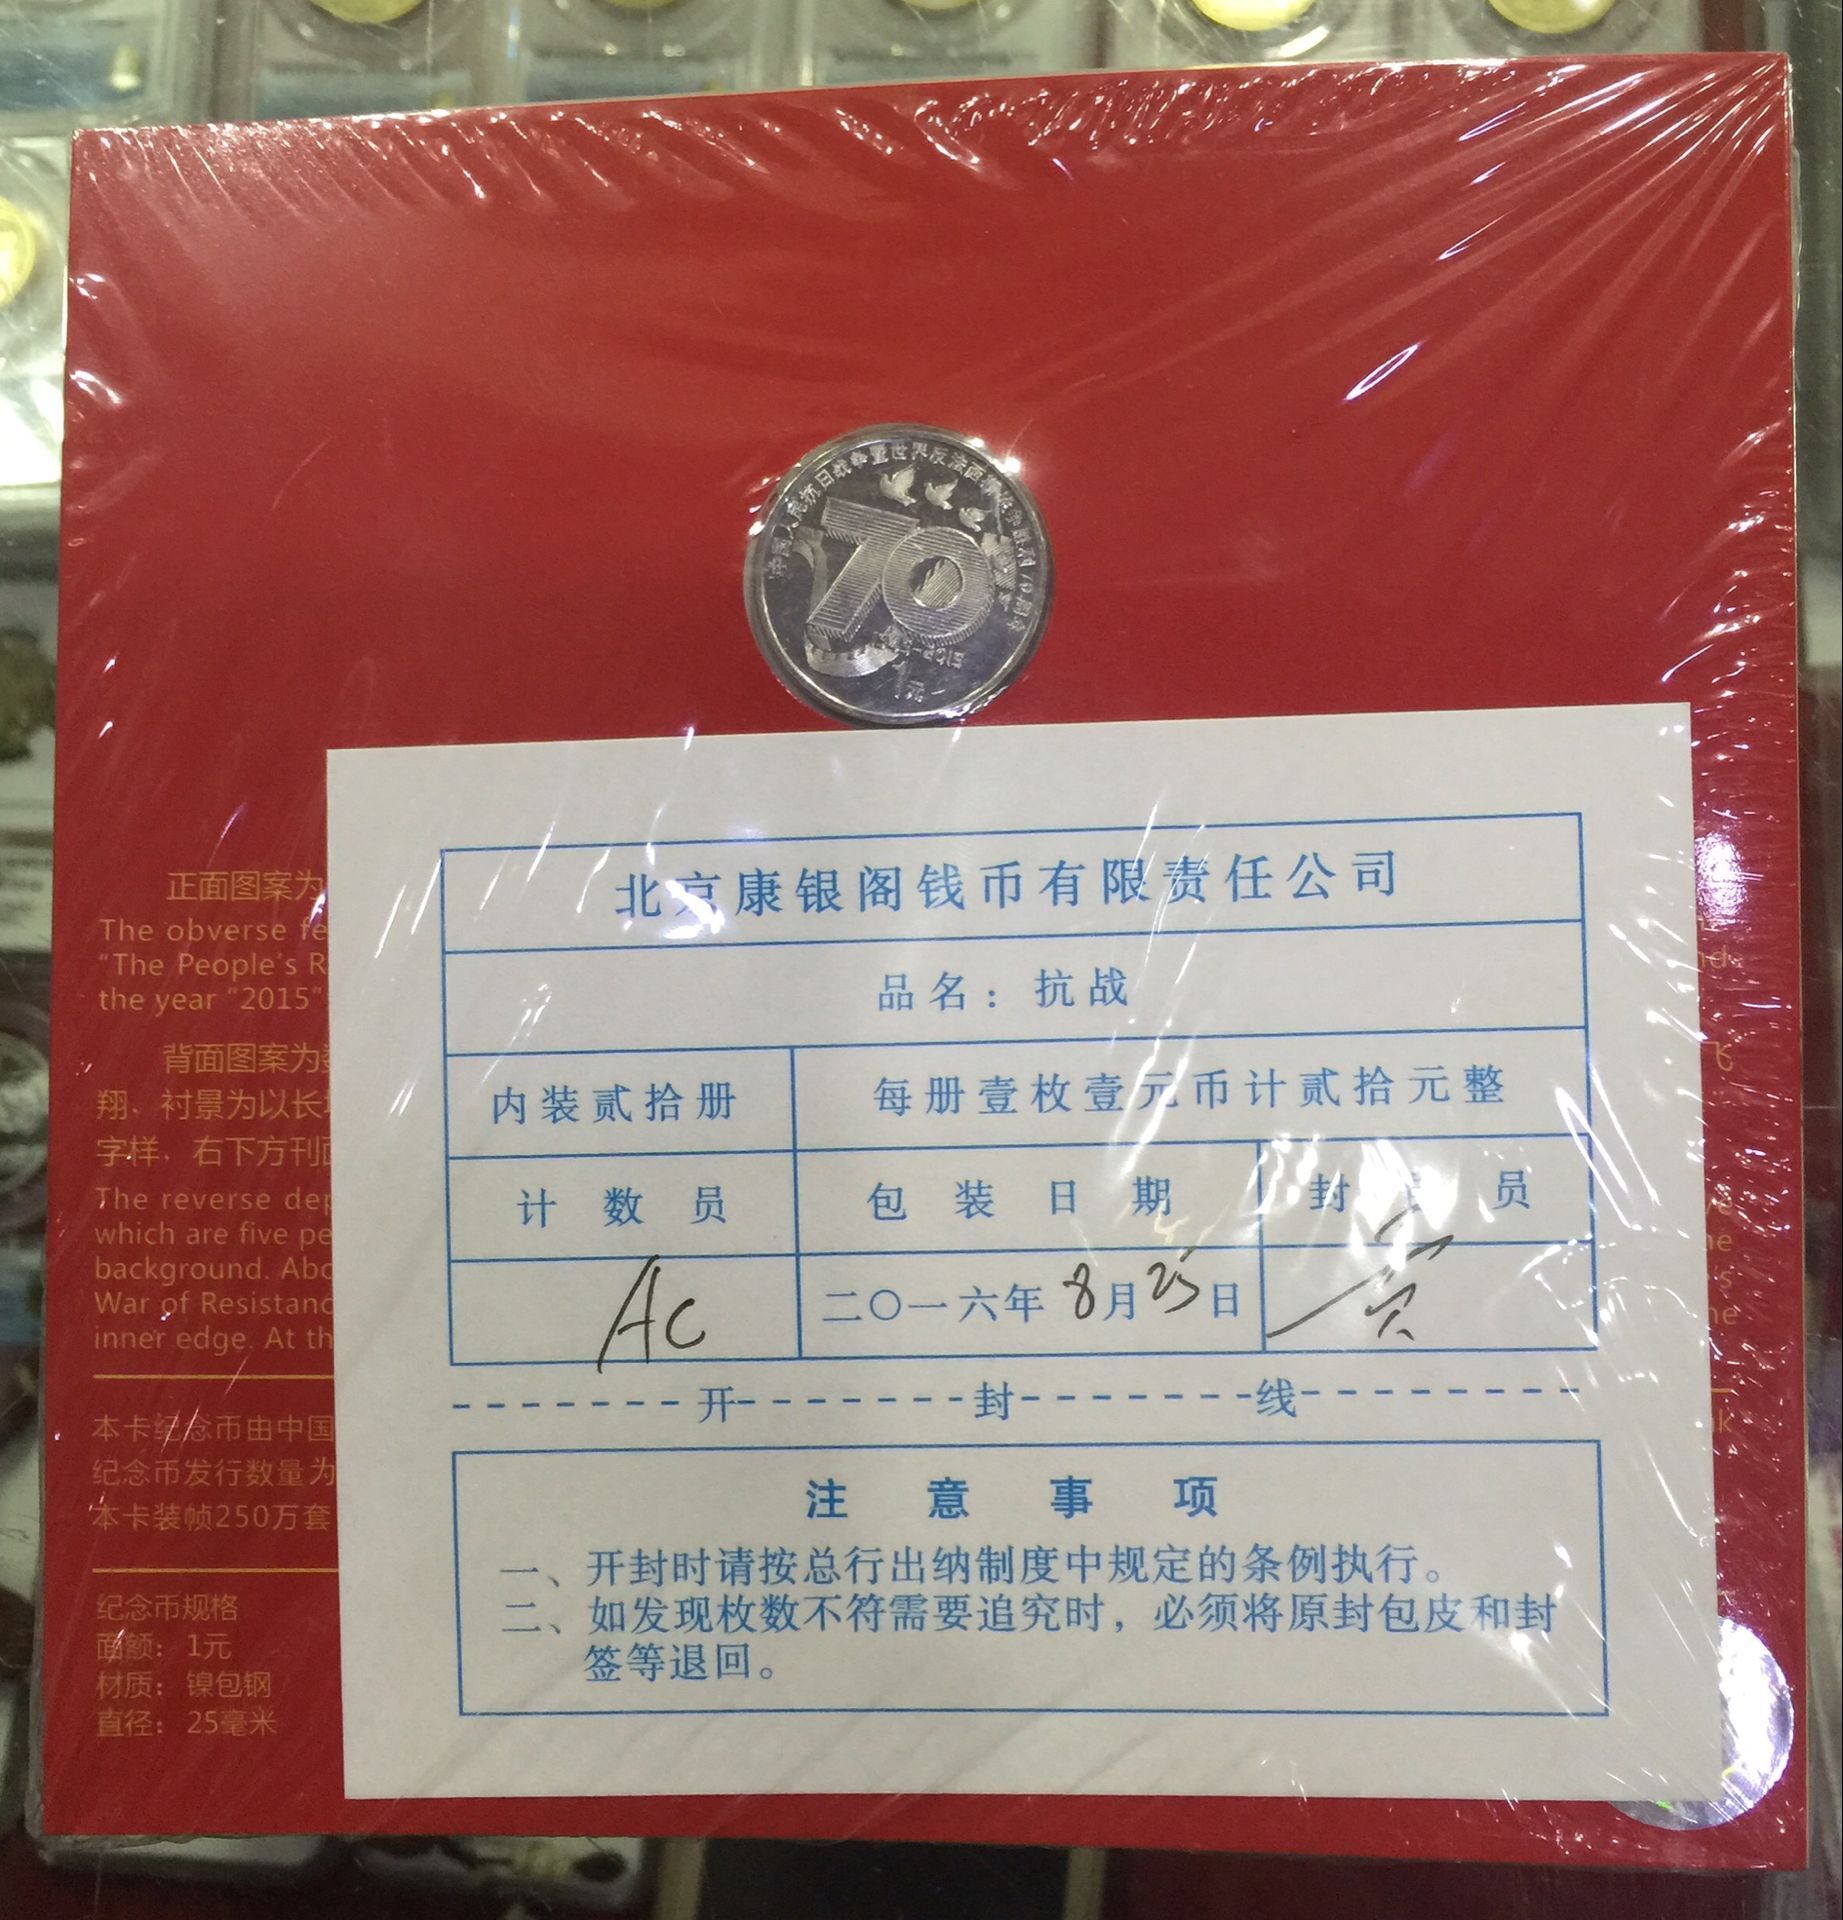 正面图案为
The obverse fe
"The People's R
the year "2015"
背面图案为
翔、衬景为以长
字样、右下方刊
The reverse dep
which are five pe
background. Abo
War of Resistanc
inner edge. At th
本卡纪念币由中国
纪念币发行数量为
本卡装帧250万套
纪念币规格
面额：1元
材质：镍包钢
直径：25毫米
70
北京康银阁钱币有限责任公司
品名：抗战
内装贰拾册 每册壹枚壹元币计贰拾元整
计数员 包装日期 封 员
AC 二〇一六年8月25日
开封线
注意事项
一、开封时请按总行出纳制度中规定的条例执行。
二、如发现枚数不符需要追究时，必须将原封包皮和封
签等退回。